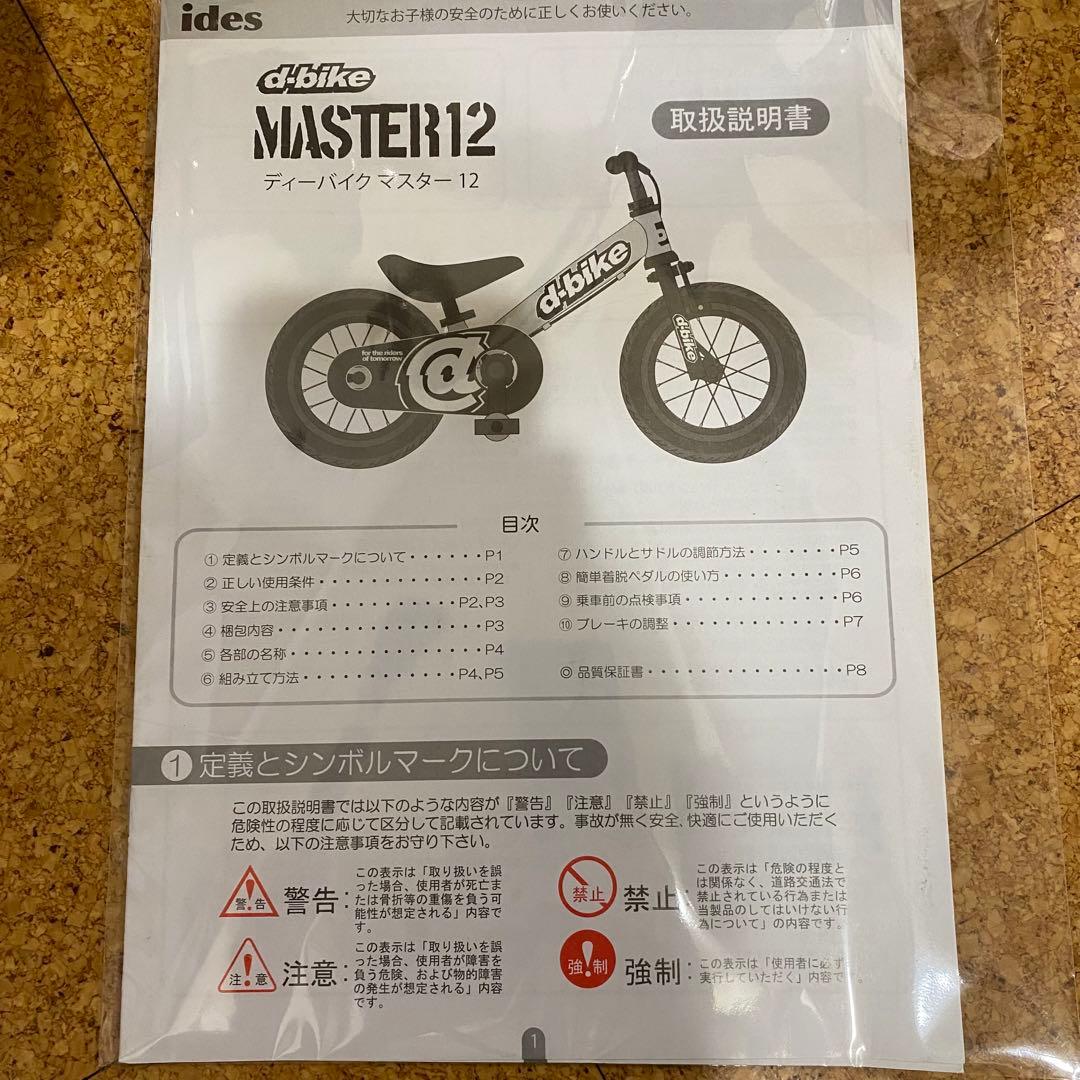 ides
大切なお子様の安全のために正しくお使いください。
d-bike
MASTER12
ディーバイク マスター 12
取扱説明書
d-bike
d-bike
for the riders
of tomorrow
目次
① 定義とシンボルマークについて・・・・・・P1
② 正しい使用条件・・・・・・・・・・・・・P2
③ 安全上の注意事項・・・・・・・・・・P2、P3
④ 梱包内容・・・・・・・・・・・・・・・・P3
⑤ 各部の名称・・・・・・・・・・・・・・・P4
⑥ 組み立て方法・・・・・・・・・・・・P4、P5
⑦ ハンドルとサドルの調節方法・・・・・・・P5
⑧ 簡単着脱ペダルの使い方・・・・・・・・・P6
⑨ 乗車前の点検事項・・・・・・・・・・・・P6
⑩ ブレーキの調整・・・・・・・・・・・・・P7
◎ 品質保証書・・・・・・・・・・・・・・・P8
1 定義とシンボルマークについて
この取扱説明書では以下のような内容が『警告』『注意』『禁止』『強制』というように
危険性の程度に応じて区分して記載されています。事故が無く安全、快適にご使用いただく
ため、以下の注意事項をお守り下さい。
警!告
警告：
この表示は「取り扱いを誤
った場合、使用者が死亡ま
たは骨折等の重傷を負う可
能性が想定される」内容で
す。
注!意
注意：
この表示は「取り扱いを誤
った場合、使用者が障害を
負う危険、および物的障害
の発生が想定される」内容
です。
禁止
禁止：
この表示は「危険の程度と
は関係なく、道路交通法で
禁止されている行為または
当製品のしてはいけない行
為について」の内容です。
強!制
強制：
この表示は「使用者に必ず
実行していただく」内容です。
1